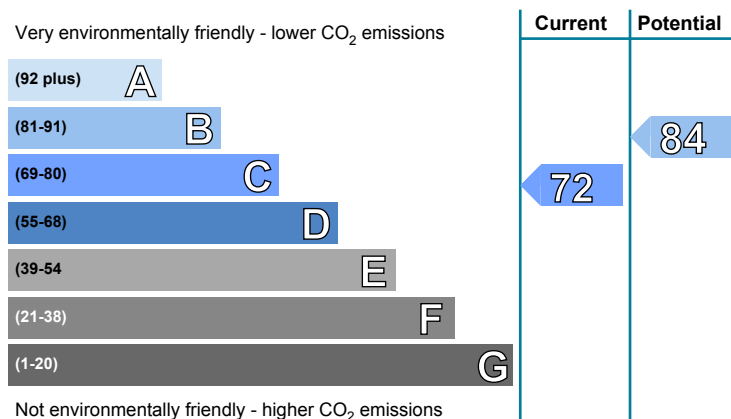 Very environmentally friendly - lower CO2 emissions
Current
Potential
(92 plus) A
(81-91) B
84
(69-80) C
72
(55-68) D
(39-54 E
(21-38) F
(1-20) G
Not environmentally friendly - higher CO2 emissions